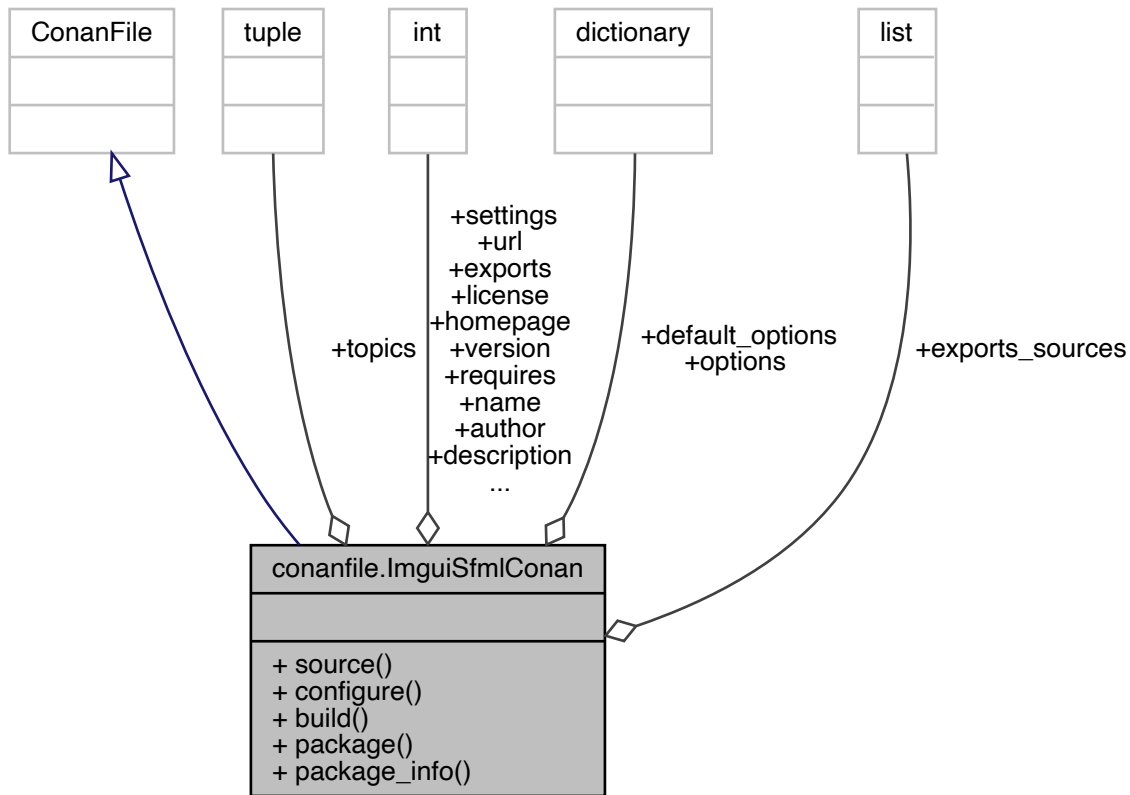 ConanFile
tuple
int
dictionary
list
+settings
+url
+exports
+license
+homepage
+version
+requires
+name
+author
+description
...
+topics
+default_options
+options
+exports_sources
conanfile.ImguiSfmlConan
+ source()
+ configure()
+ build()
+ package()
+ package_info()